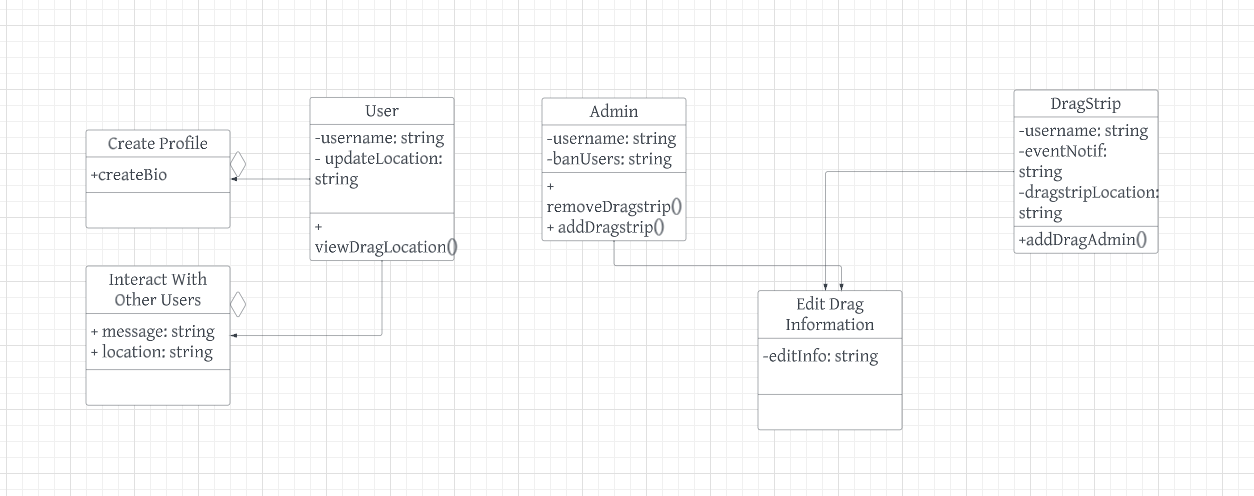 Create Profile
+createBio
Interact With
Other Users
+ message: string
+ location: string
User
-username: string
- updateLocation:
string
+
viewDragLocation()
Admin
-username: string
-banUsers: string
+
removeDragstrip()
+ addDragstrip()
Edit Drag
Information
-editInfo: string
DragStrip
-username: string
-eventNotif:
string
-dragstripLocation:
string
+addDragAdmin()